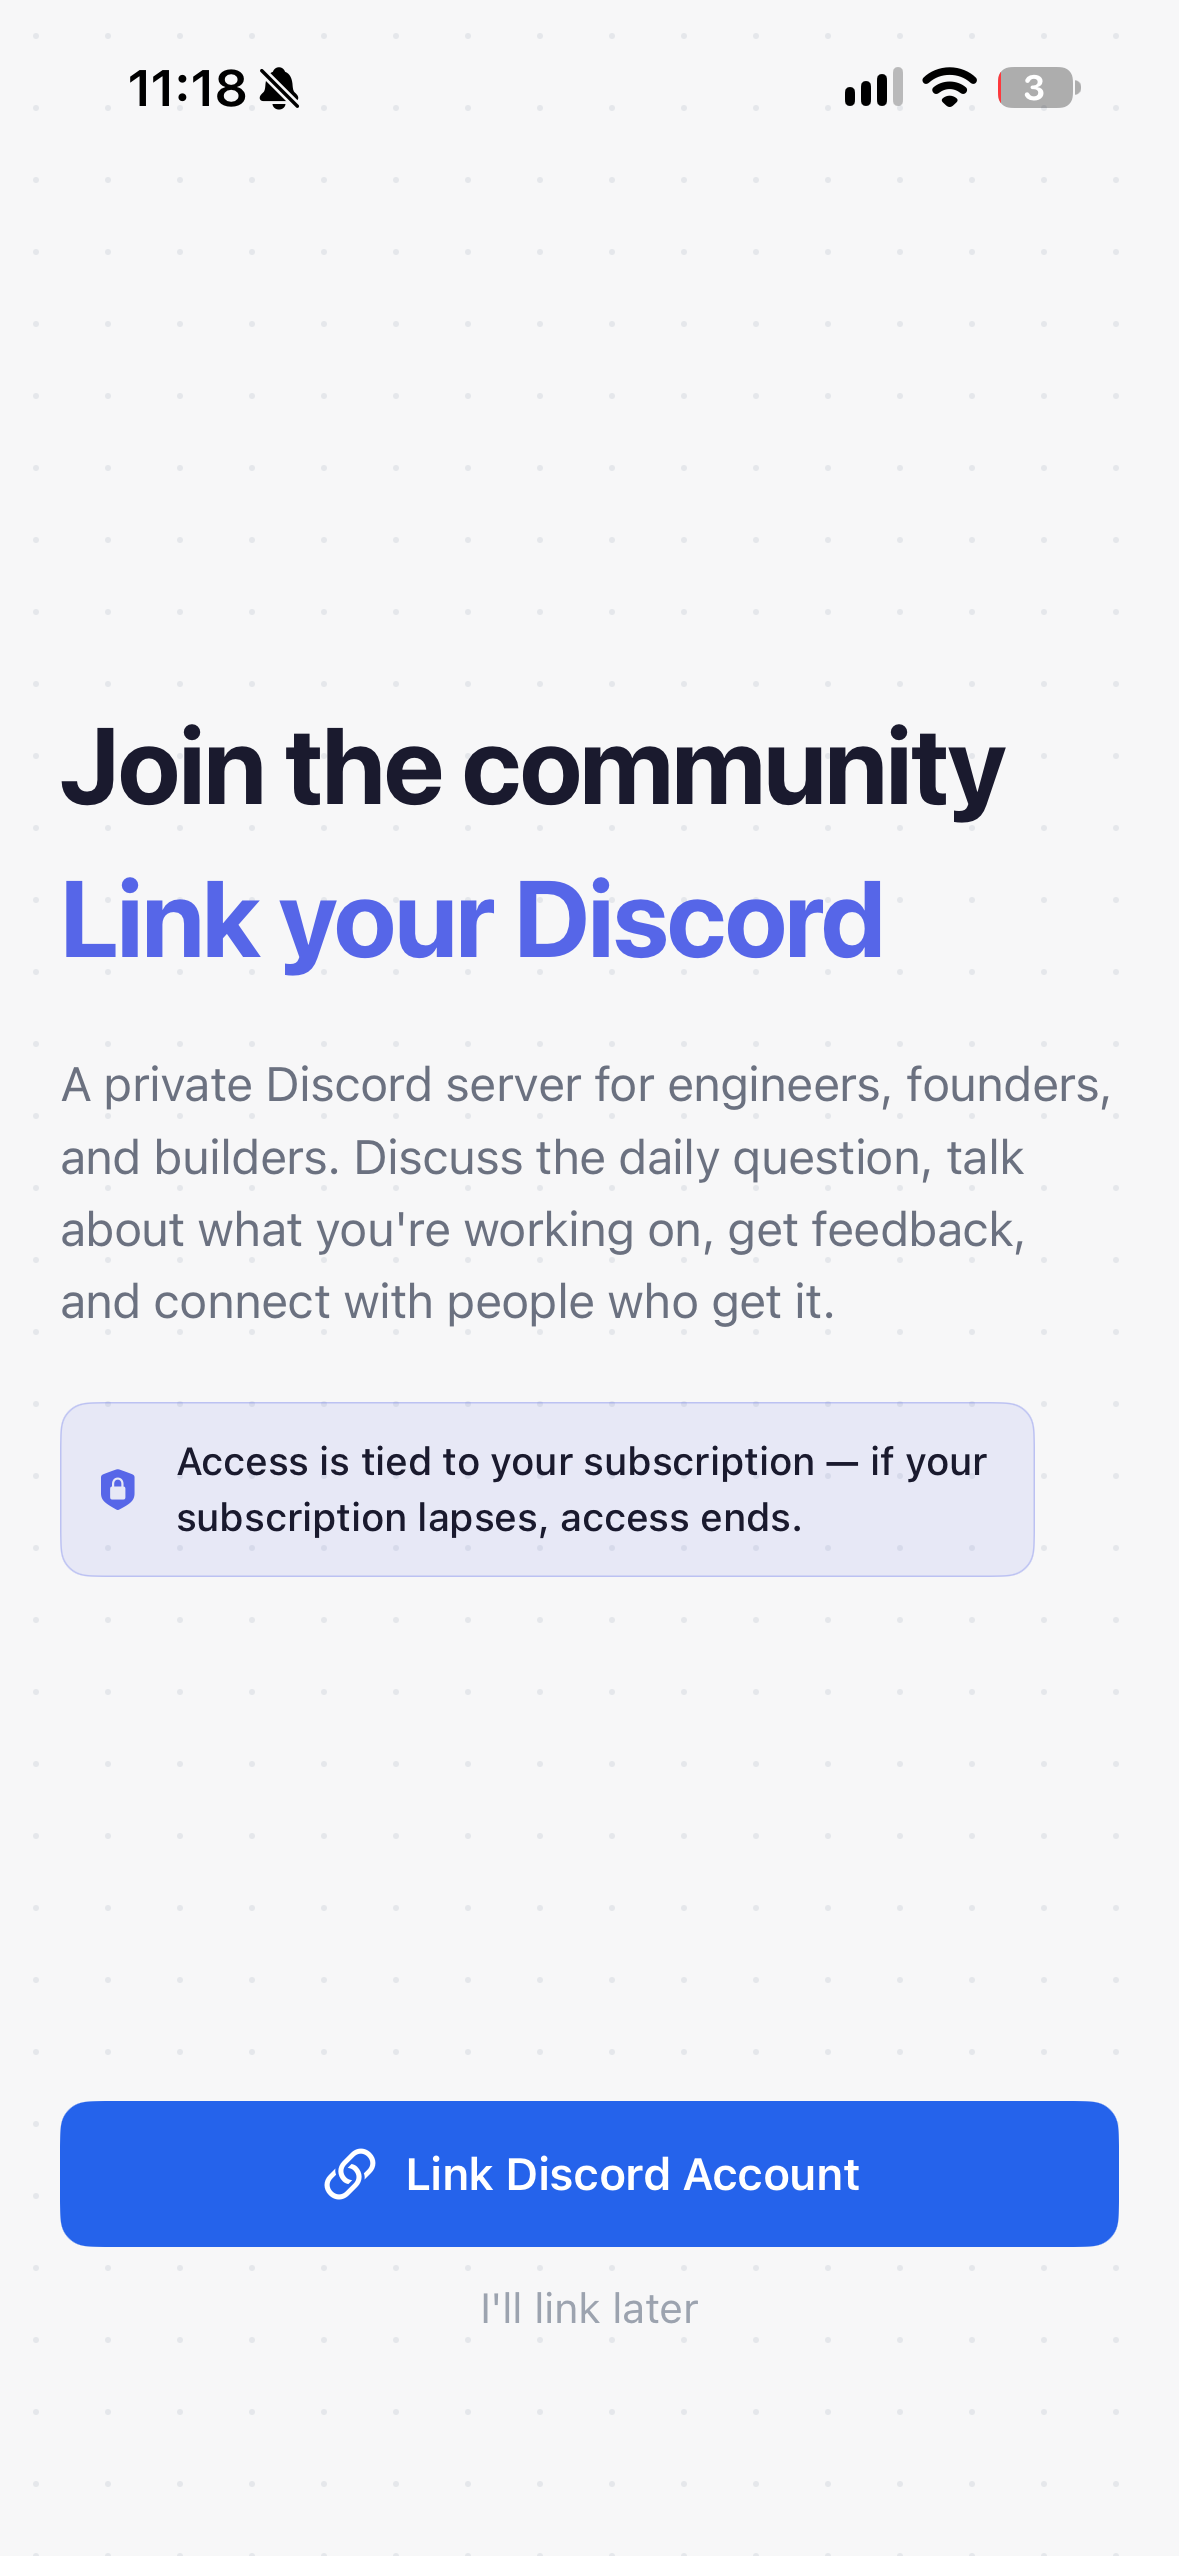 11:18
3
Join the community
Link your Discord
A private Discord server for engineers, founders,
and builders. Discuss the daily question, talk
about what you're working on, get feedback,
and connect with people who get it.
Access is tied to your subscription — if your
subscription lapses, access ends.
Link Discord Account
I'll link later